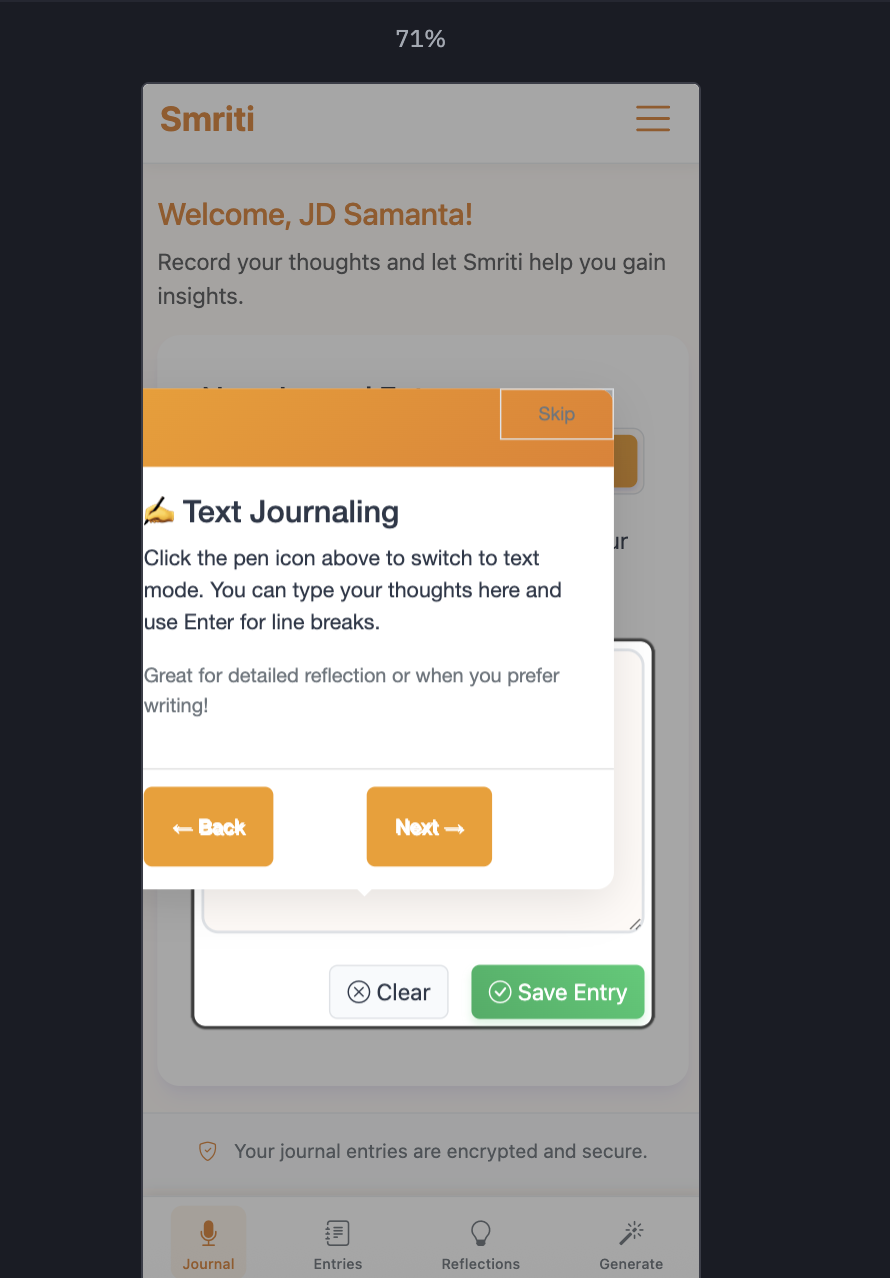 71%
Smriti
Welcome, JD Samanta!
Record your thoughts and let Smriti help you gain
insights.
Skip
✍️ Text Journaling
Click the pen icon above to switch to text
mode. You can type your thoughts here and
use Enter for line breaks.
Great for detailed reflection or when you prefer
writing!
← Back
Next →
Clear
Save Entry
Your journal entries are encrypted and secure.
Journal
Entries
Reflections
Generate